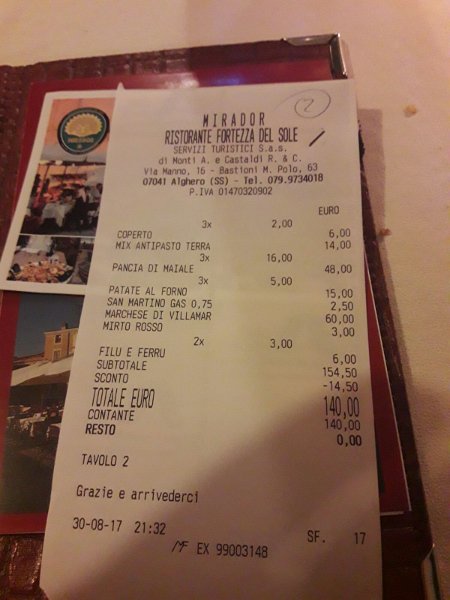 2
MIRADOR
RISTORANTE FORTEZZA DEL SOLE
SERVIZI TURISTICI S.a.s.
di Monti A. e Castaldi R. & C.
Via Manno, 16 - Bastioni M. Polo, 63
07041 Alghero (SS) - Tel. 079.9734018
P.IVA 01470320902
EURO
3x 2,00
COPERTO 6,00
MIX ANTIPASTO TERRA 14,00
3x 16,00
PANCIA DI MAIALE 48,00
3x 5,00
PATATE AL FORNO 15,00
SAN MARTINO GAS 0,75 2,50
MARCHESE DI VILLAMAR 60,00
MIRTO ROSSO 3,00
2x 3,00
FILU E FERRU 6,00
SUBTOTALE 154,50
SCONTO -14,50
TOTALE EURO 140,00
CONTANTE 140,00
RESTO 0,00
TAVOLO 2
Grazie e arrivederci
30-08-17 21:32 SF. 17
MF EX 99003148